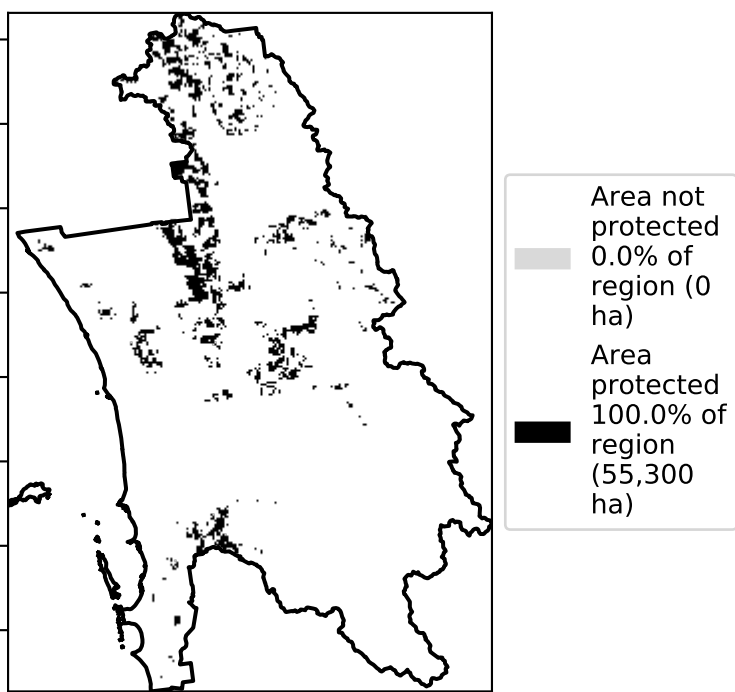 Area not
protected
0.0% of
region (0
ha)
Area
protected
100.0% of
region
(55,300
ha)